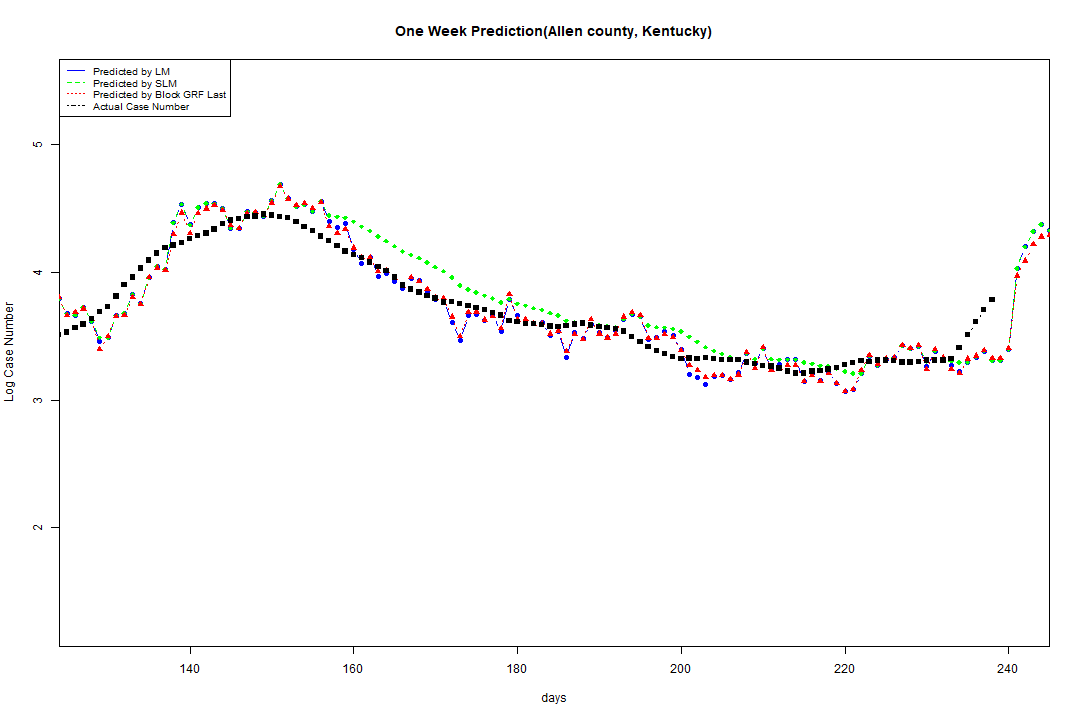 One Week Prediction(Allen county, Kentucky)
Predicted by LM
Predicted by SLM
Predicted by Block GRF Last
Actual Case Number
5
4
3
2
Log Case Number
140 160 180 200 220 240
days